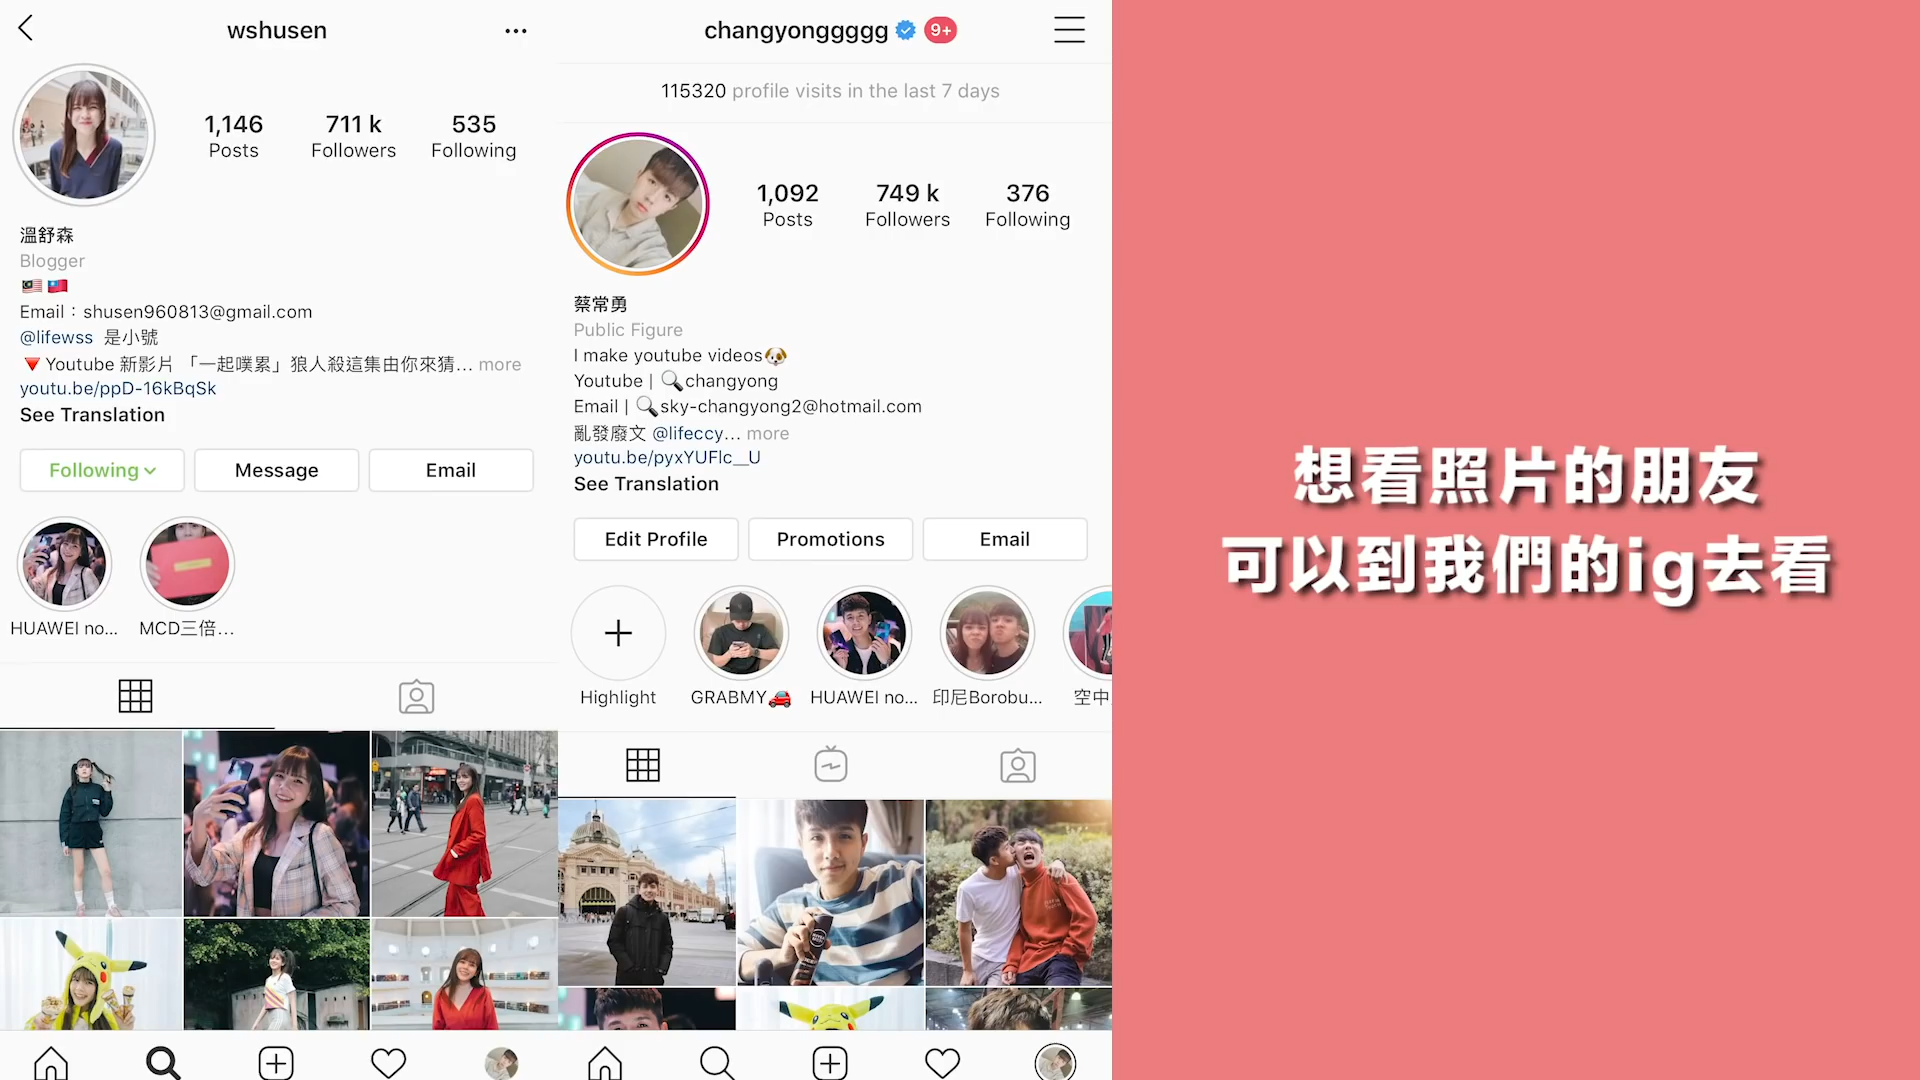 wshusen
1,146
Posts
711 k
Followers
535
Following
溫舒森
Blogger
Email：shusen960813@gmail.com
@lifewss 是小號
Youtube 新影片 「一起噗累」狼人殺這集由你來猜... more
youtu.be/ppD-16kBqSk
See Translation
Following
Message
Email
HUAWEI no...
MCD三倍...
changyonggggg
9+
115320 profile visits in the last 7 days
1,092
Posts
749 k
Followers
376
Following
蔡常勇
Public Figure
I make youtube videos
Youtube | changyong
Email | sky-changyong2@hotmail.com
亂發廢文 @lifeccy... more
youtu.be/pyxYUFlc__U
See Translation
Edit Profile
Promotions
Email
Highlight
GRABMY
HUAWEI no...
印尼Borobu...
空中
想看照片的朋友
可以到我們的ig去看